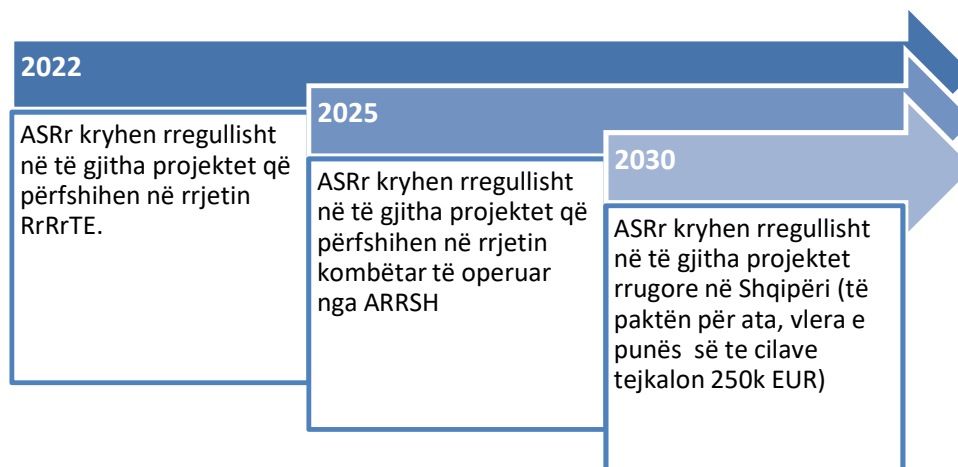 2022
ASRr kryhen rregullisht
në të gjitha projektet që
përfshihen në rrjetin
RrRrTE.
2025
ASRr kryhen rregullisht
në të gjitha projektet që
përfshihen në rrjetin
kombëtar të operuar
nga ARRSH
2030
ASRr kryhen rregullisht
në të gjitha projektet
rrugore në Shqipëri (të
paktën për ata, vlera e
punës së te cilave
tejkalon 250k EUR)